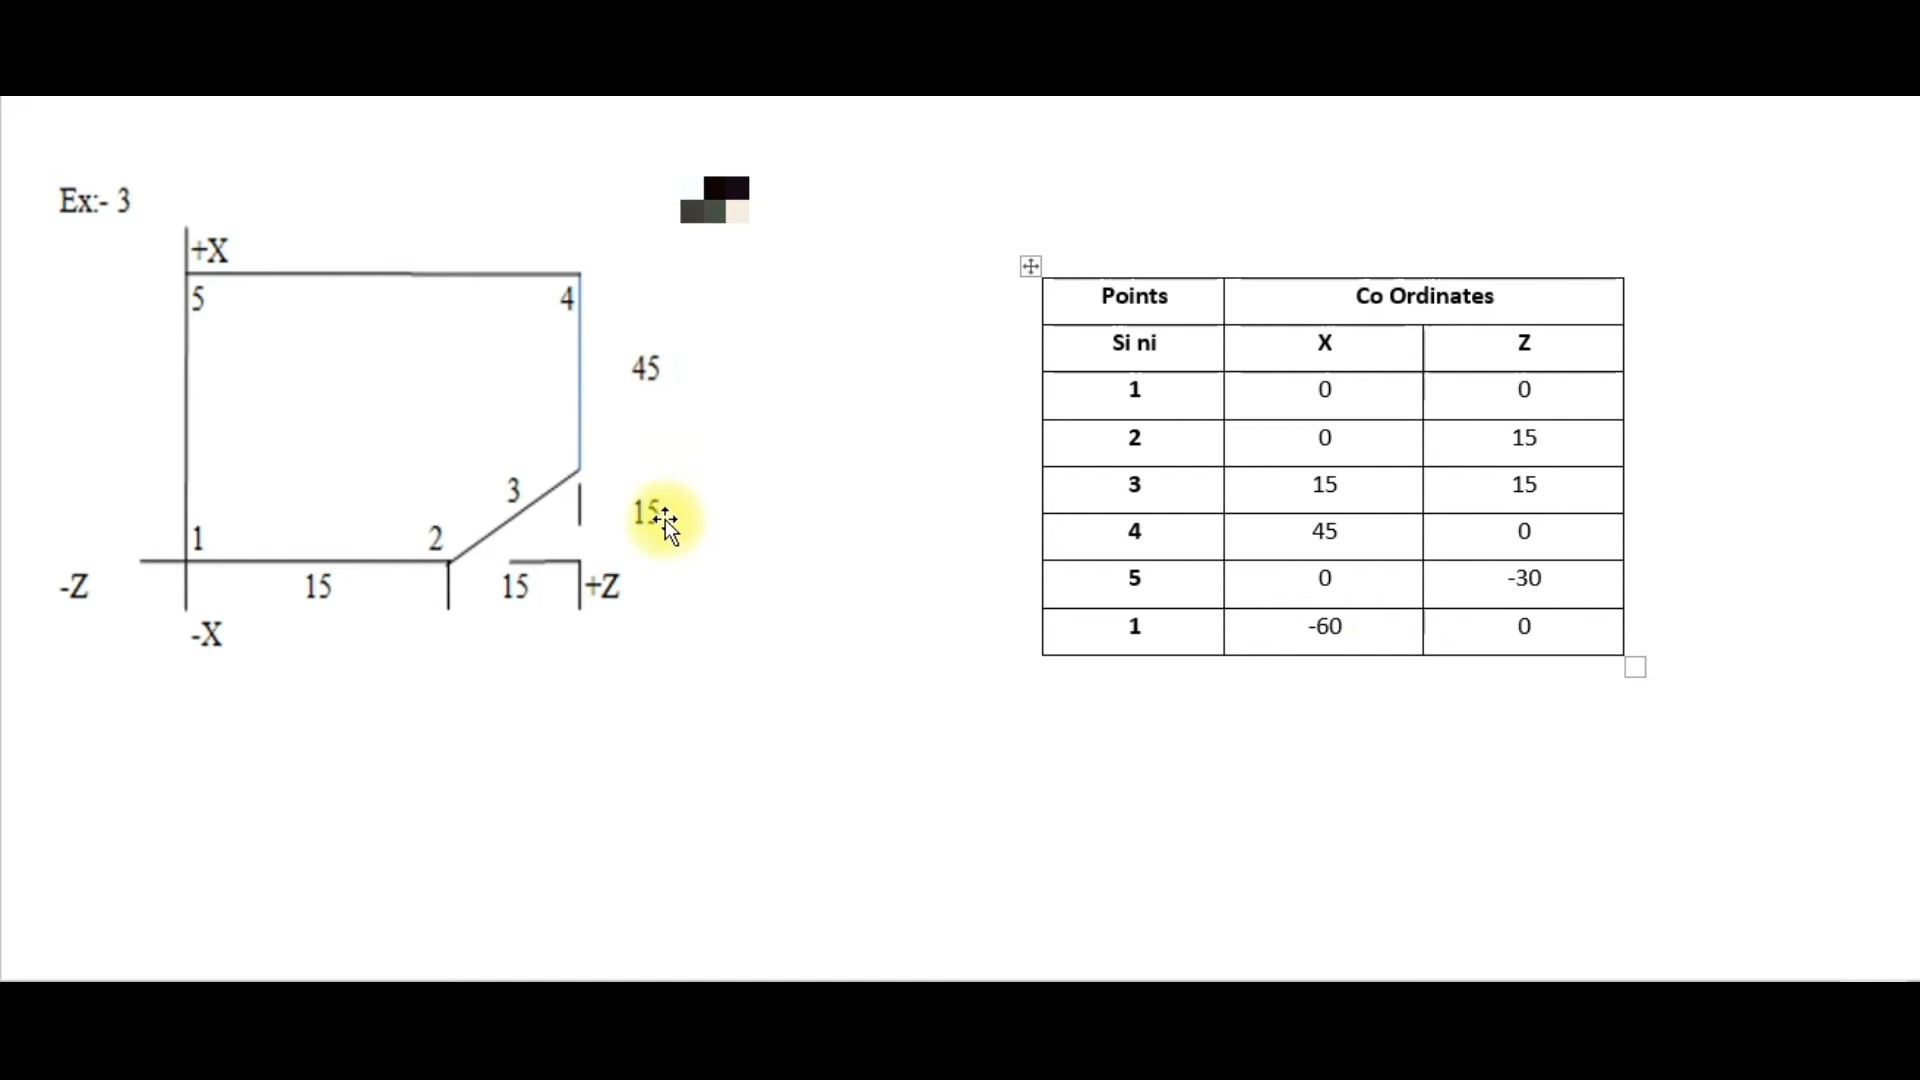 Ex:- 3
+X
5
4
45
3
15
1
2
-Z
15
15
+Z
-X
Points Co Ordinates
Si ni X Z
1 0 0
2 0 15
3 15 15
4 45 0
5 0 -30
1 -60 0